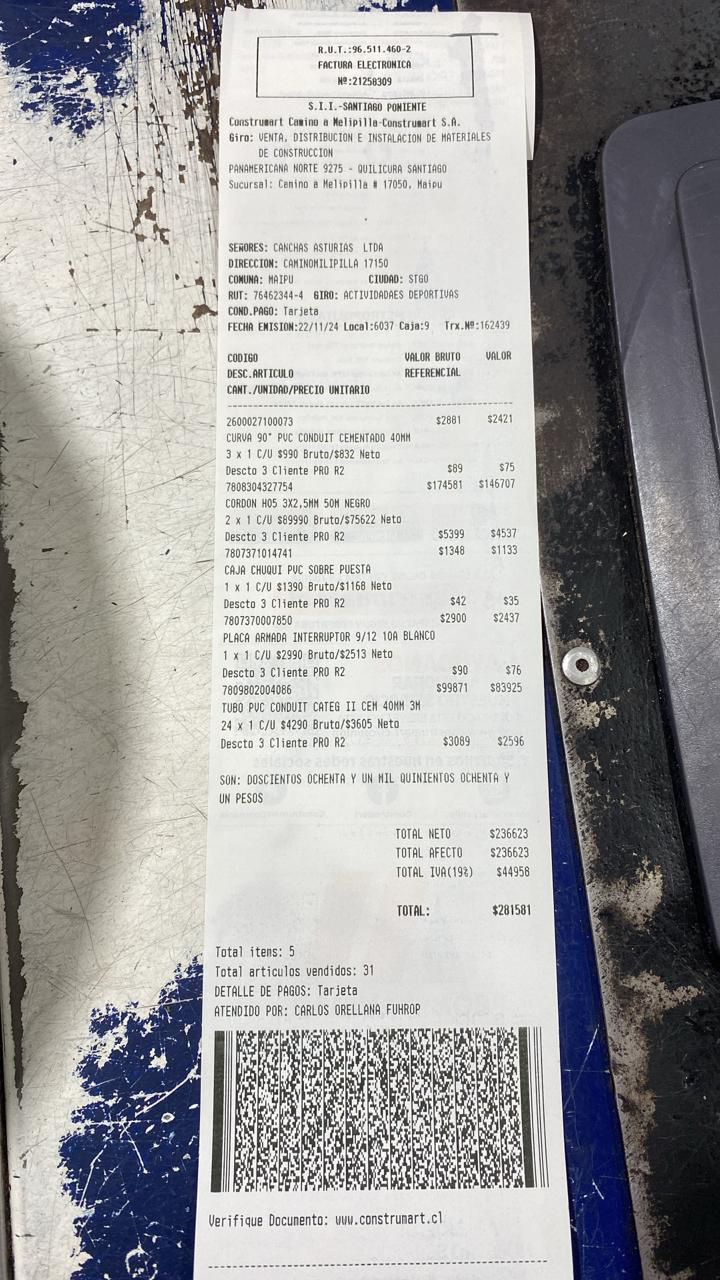 R.U.T.:96.511.460-2
FACTURA ELECTRONICA
Nº:21258309
S.I.I.-SANTIAGO PONIENTE
Construmart Camino a Melipilla-Construmart S.A.
Giro: VENTA, DISTRIBUCION E INSTALACION DE MATERIALES
DE CONSTRUCCION
PANAMERICANA NORTE 9275 - QUILICURA SANTIAGO
Sucursal: Camino a Melipilla # 17050, Maipu
SEÑORES: CANCHAS ASTURIAS LTDA
DIRECCION: CAMINOMILIPILLA 17150
COMUNA: MAIPU CIUDAD: STGO
RUT: 76462344-4 GIRO: ACTIVIDADAES DEPORTIVAS
COND.PAGO: Tarjeta
FECHA EMISION:22/11/24 Local:6037 Caja:9 Trx.Nº:162439
CODIGO VALOR BRUTO VALOR
DESC.ARTICULO REFERENCIAL
CANT./UNIDAD/PRECIO UNITARIO
2600027100073 $2881 $2421
CURVA 90° PVC CONDUIT CEMENTADO 40MM
3 x 1 C/U $990 Bruto/$832 Neto
Descto 3 Cliente PRO R2 $89 $75
7808304327754 $174581 $146707
CORDON H05 3X2,5MM 50M NEGRO
2 x 1 C/U $89990 Bruto/$75622 Neto
Descto 3 Cliente PRO R2 $5399 $4537
7807371014741 $1348 $1133
CAJA CHUQUI PVC SOBRE PUESTA
1 x 1 C/U $1390 Bruto/$1168 Neto
Descto 3 Cliente PRO R2 $42 $35
7807370007850 $2900 $2437
PLACA ARMADA INTERRUPTOR 9/12 10A BLANCO
1 x 1 C/U $2990 Bruto/$2513 Neto
Descto 3 Cliente PRO R2 $90 $76
7809802004086 $99871 $83925
TUBO PVC CONDUIT CATEG II CEM 40MM 3M
24 x 1 C/U $4290 Bruto/$3605 Neto
Descto 3 Cliente PRO R2 $3089 $2596
SON: DOSCIENTOS OCHENTA Y UN MIL QUINIENTOS OCHENTA Y
UN PESOS
TOTAL NETO $236623
TOTAL AFECTO $236623
TOTAL IVA(19%) $44958
TOTAL: $281581
Total items: 5
Total articulos vendidos: 31
DETALLE DE PAGOS: Tarjeta
ATENDIDO POR: CARLOS ORELLANA FUHROP
Verifique Documento: www.construmart.cl